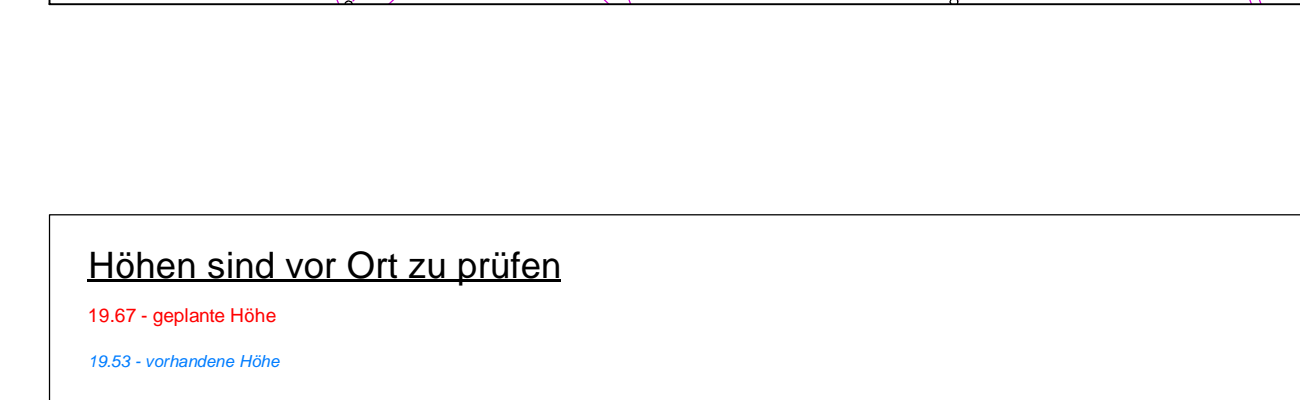 Höhen sind vor Ort zu prüfen
19.67 - geplante Höhe
19.53 - vorhandene Höhe